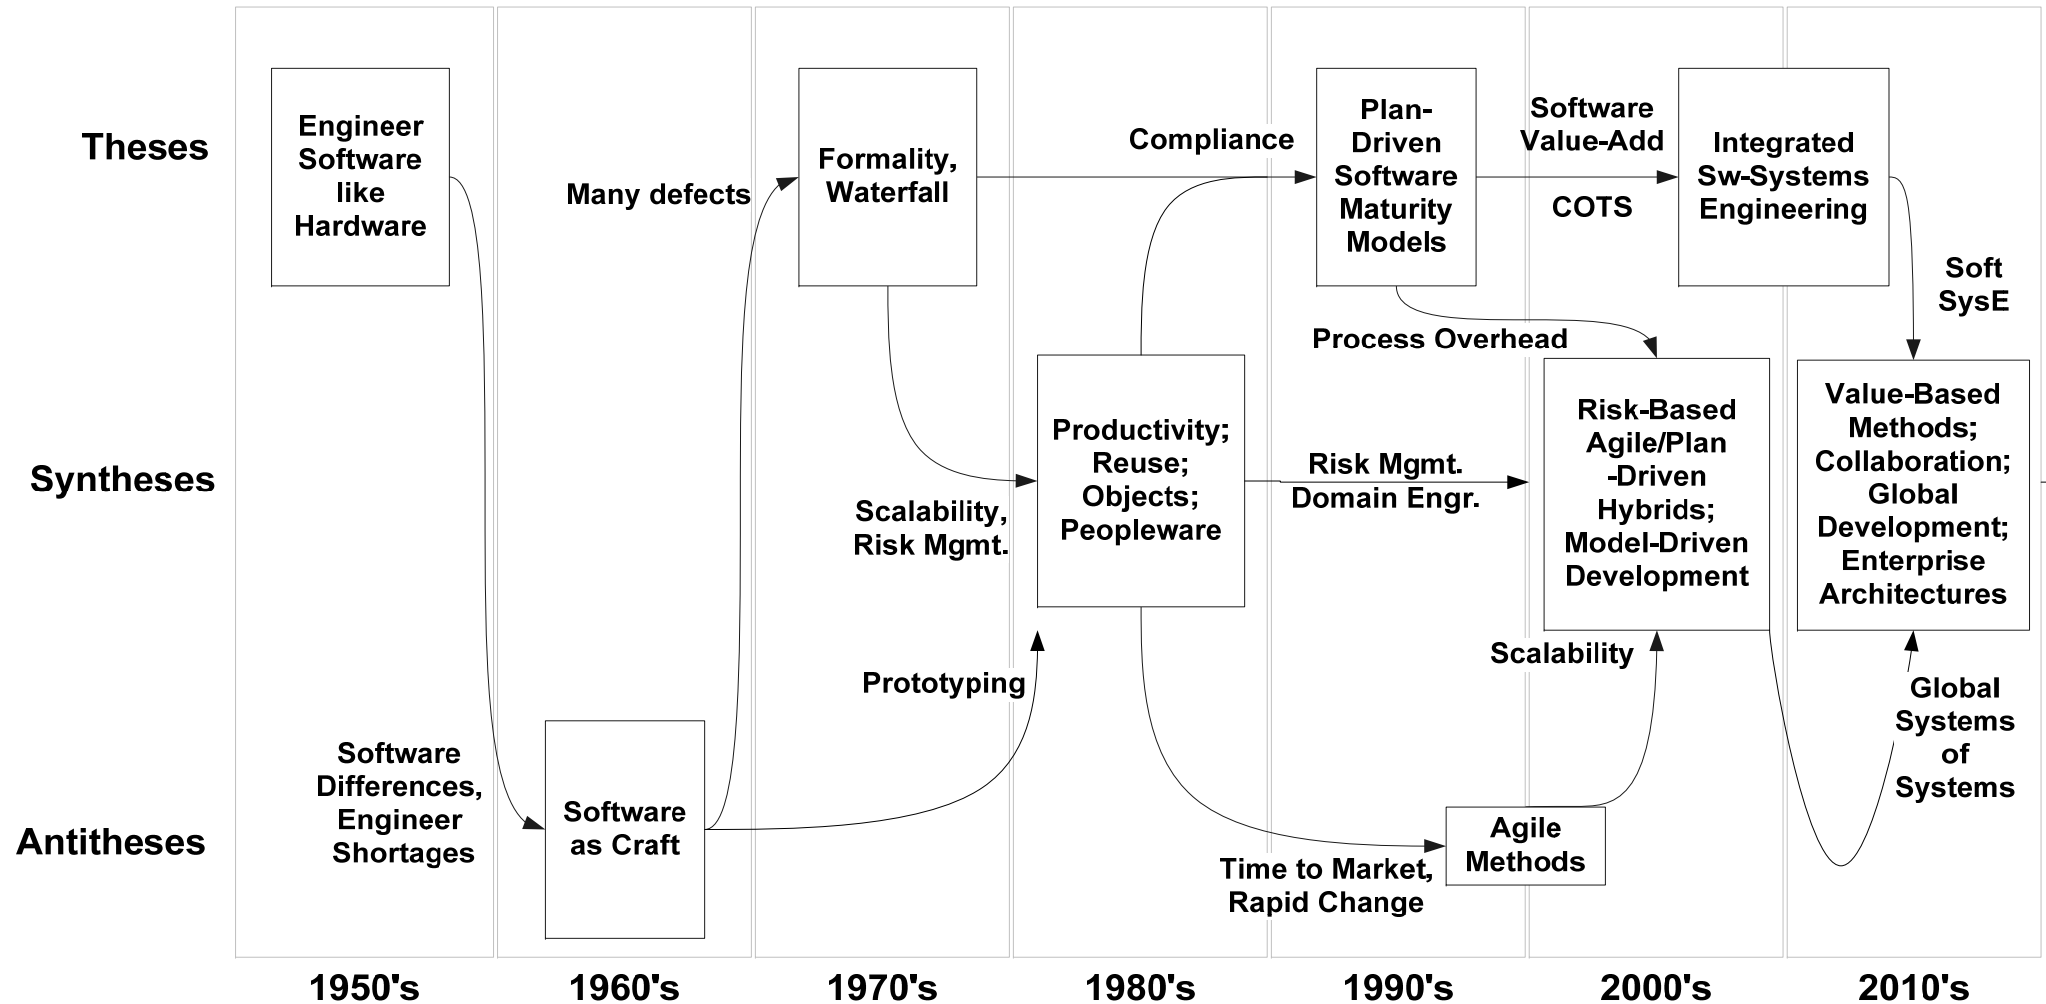 Theses
Engineer
Software
like
Hardware
Many defects
Formality,
Waterfall
Compliance
Plan-
Driven
Software
Maturity
Models
Software
Value-Add
COTS
Integrated
Sw-Systems
Engineering
Soft
SysE
Process Overhead
Syntheses
Scalability,
Risk Mgmt.
Productivity;
Reuse;
Objects;
Peopleware
Risk Mgmt.
Domain Engr.
Risk-Based
Agile/Plan
-Driven
Hybrids;
Model-Driven
Development
Value-Based
Methods;
Collaboration;
Global
Development;
Enterprise
Architectures
Prototyping
Scalability
Global
Systems
of
Systems
Antitheses
Software
Differences,
Engineer
Shortages
Software
as Craft
Time to Market,
Rapid Change
Agile
Methods
1950's
1960's
1970's
1980's
1990's
2000's
2010's